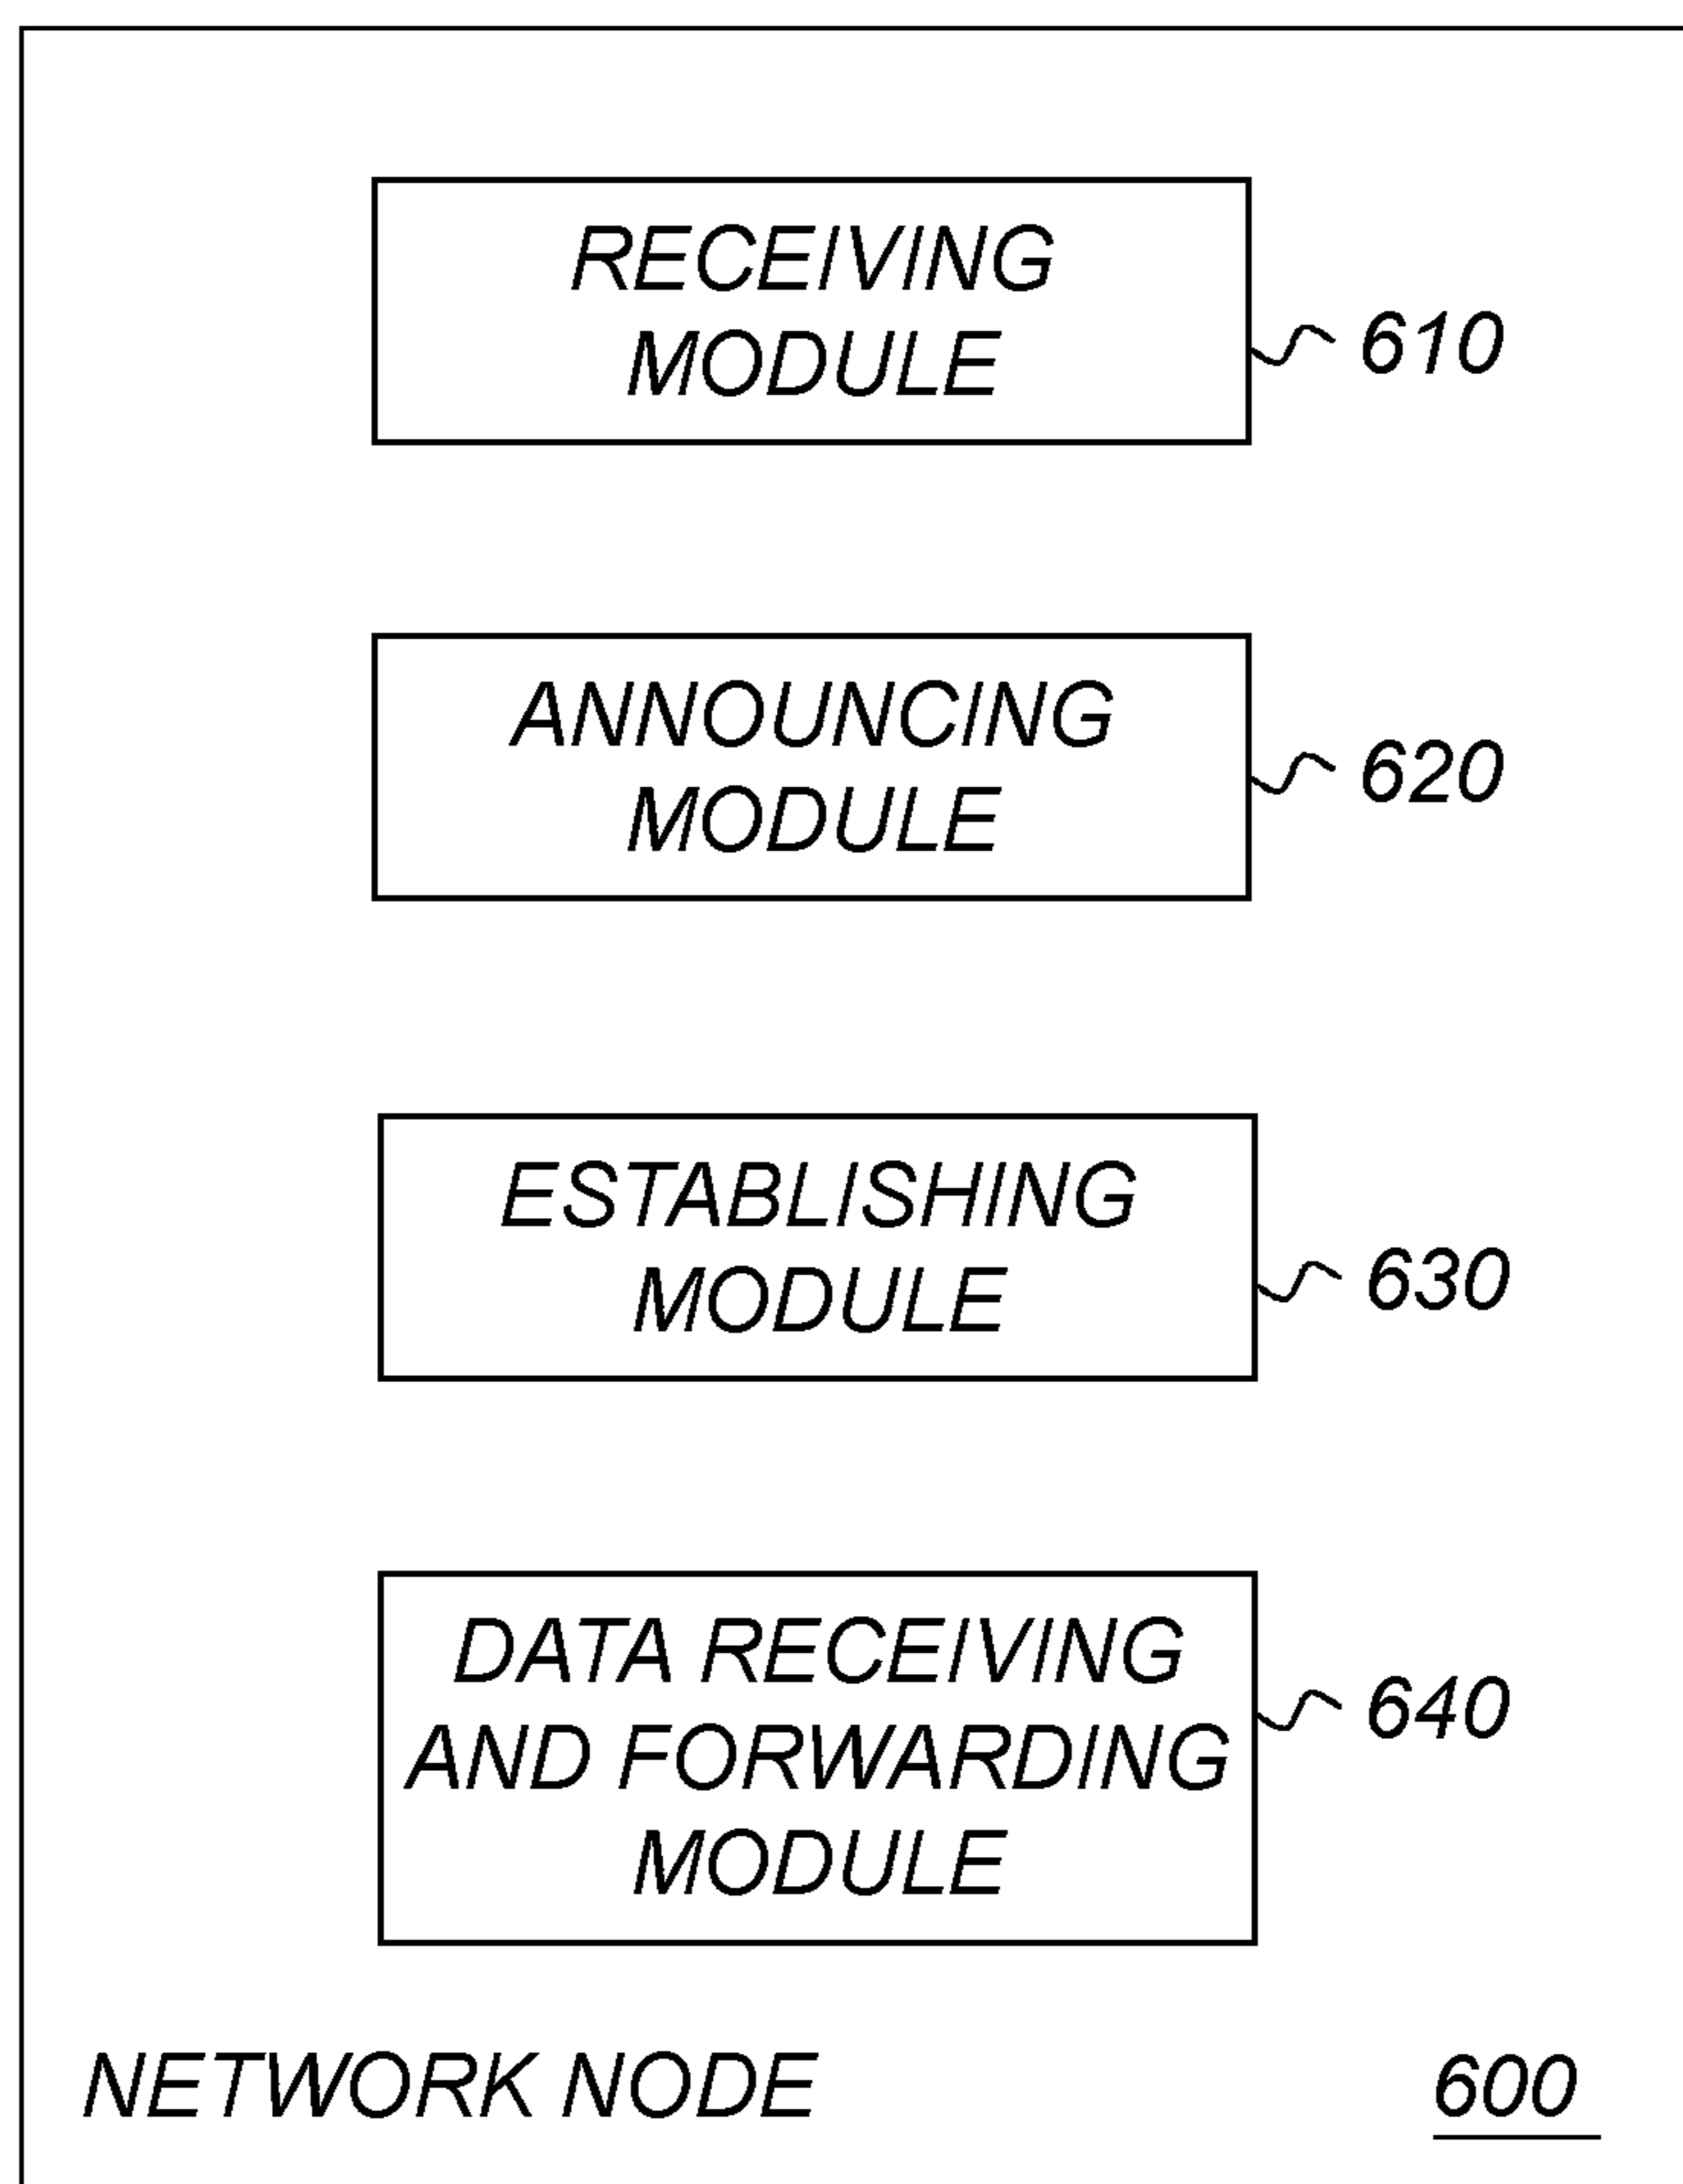 RECEIVING
MODULE
610
ANNOUNCING
MODULE
620
ESTABLISHING
MODULE
630
DATA RECEIVING
AND FORWARDING
MODULE
640
NETWORK NODE
600